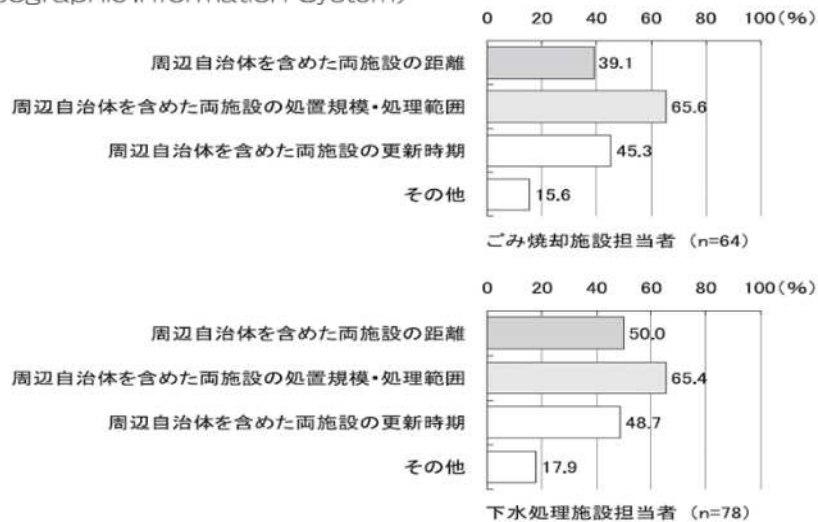 ographic Information System)
0 20 40 60 80 100(%)
周辺自治体を含めた両施設の距離 39.1
周辺自治体を含めた両施設の処置規模・処理範囲 65.6
周辺自治体を含めた両施設の更新時期 45.3
その他 15.6
ごみ焼却施設担当者 (n=64)
0 20 40 60 80 100(%)
周辺自治体を含めた両施設の距離 50.0
周辺自治体を含めた両施設の処置規模・処理範囲 65.4
周辺自治体を含めた両施設の更新時期 48.7
その他 17.9
下水処理施設担当者 (n=78)